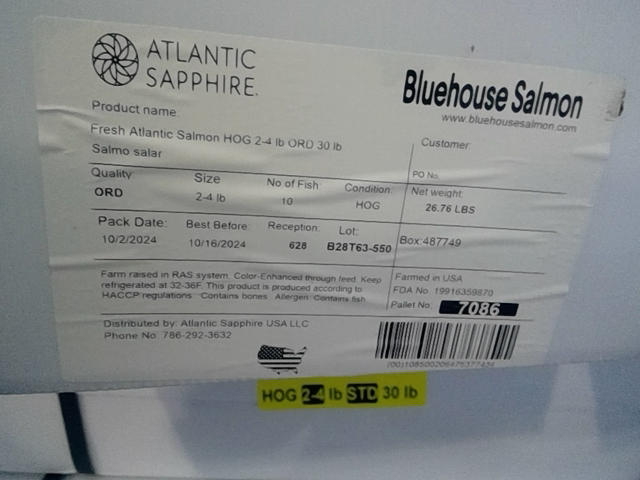 ATLANTIC
SAPPHIRE.
Bluehouse Salmon
www.bluehousesalmon.com
Product name:
Fresh Atlantic Salmon HOG 2-4 lb ORD 30 lb
Salmo salar
Customer:
PO No.
Quality: Size No of Fish: Condition: Net weight:
ORD 2-4 lb 10 HOG 26.76 LBS
Pack Date: Best Before: Reception: Lot:
10/2/2024 10/16/2024 628 B28T63-550 Box:487749
Farm raised in RAS system. Color-Enhanced through feed. Keep
refrigerated at 32-36F. This product is produced according to
HACCP regulations. Contains bones. Allergen: Contains fish.
Farmed in USA
FDA No. 19916359870
Pallet No.: 7086
Distributed by: Atlantic Sapphire USA LLC
Phone No: 786-292-3632
HOG 2-4 lb STD 30 lb